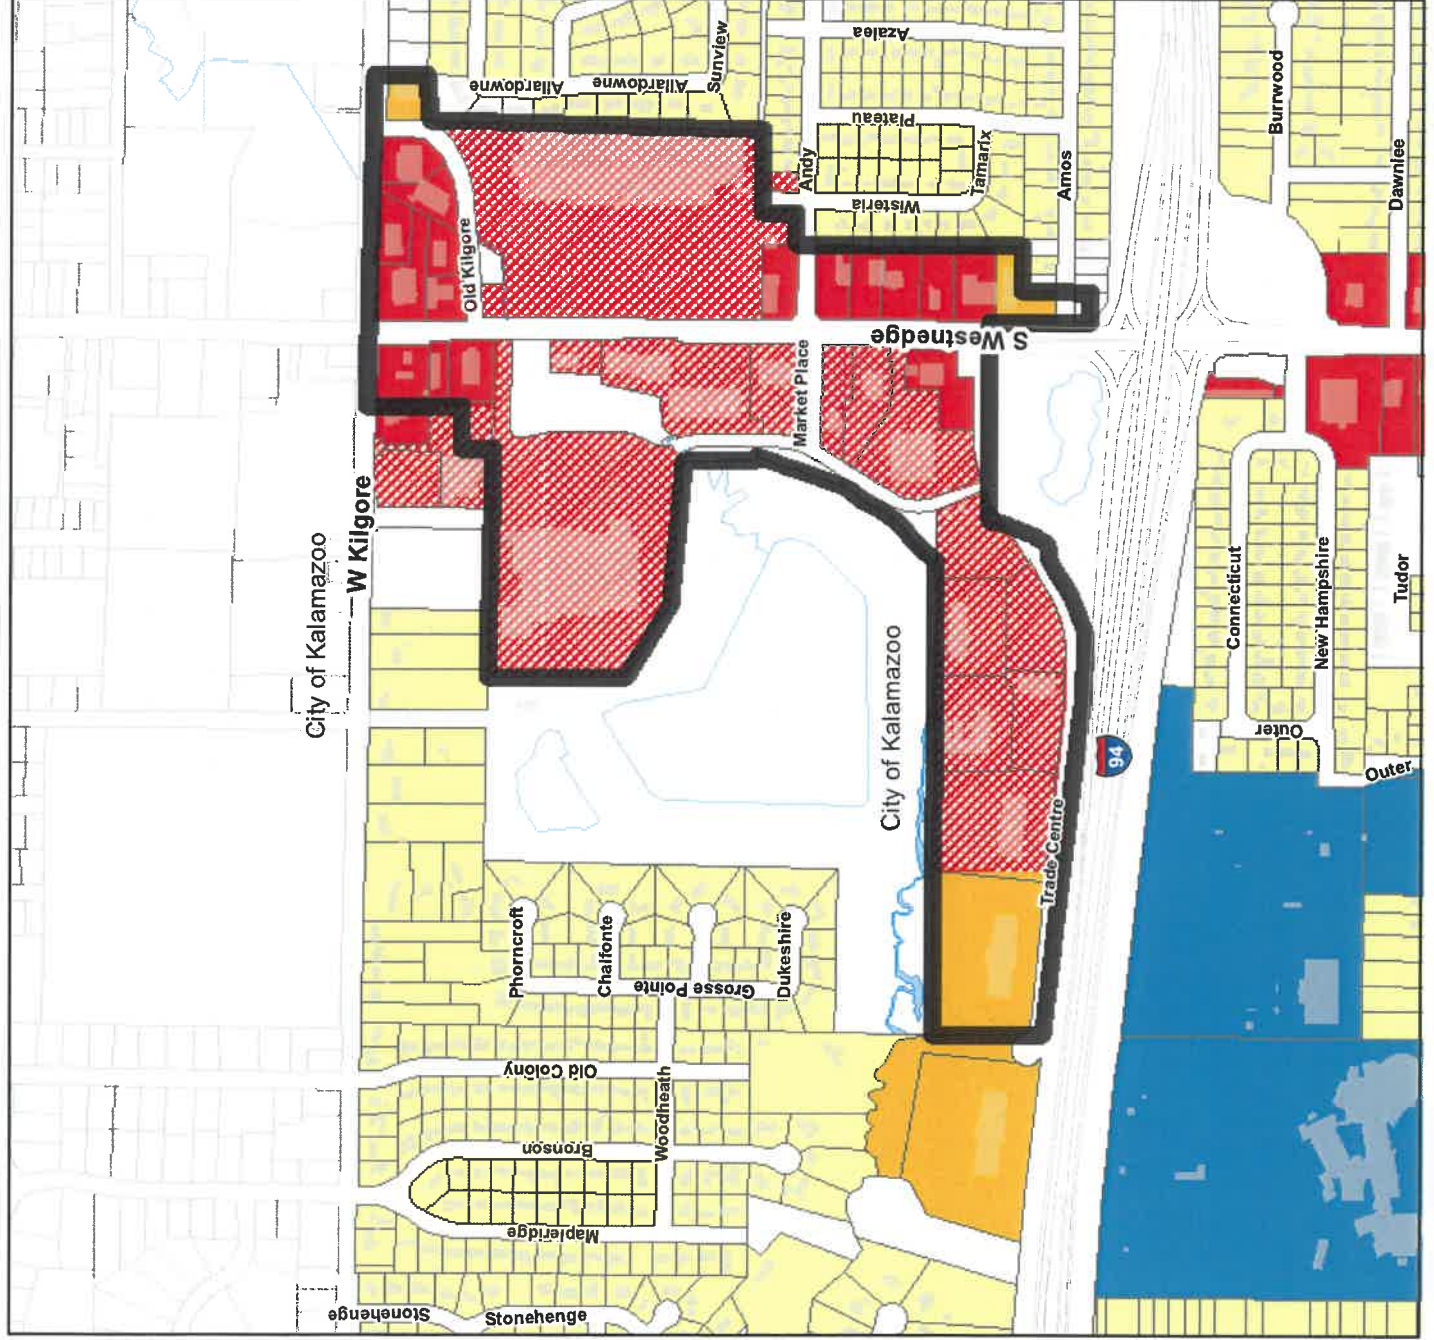 Azalea
Sunview
Allardowne
Allardowne
Burrwood
Plateau
Andy
Tamarix
Amos
Dawnlee
Wisteria
Old Kilgore
S Westnedge
Market Place
W Kilgore
City of Kalamazoo
Connecticut
New Hampshire
Tudor
City of Kalamazoo
Outer
94
Outer
Trade Centre
Phorncroft
Chalfonte
Grosse Pointe
Dukeshire
Old Colony
Woodheath
Bronson
Mapleridge
Stonehenge
Stonehenge